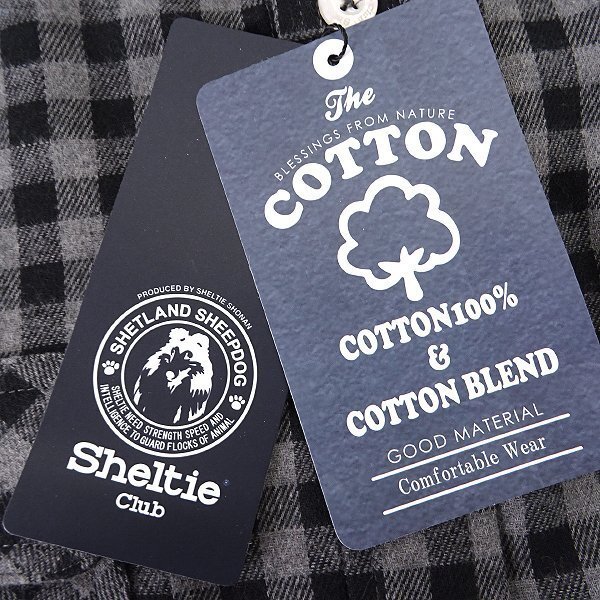 PRODUCED BY SHELTIE SHONAN
SHETLAND SHEEPDOG
SHELTIE NEED STRENGTH SPEED AND
INTELLIGENCE TO GUARD FLOCKS OF ANIMAL
Sheltie
Club
The
BLESSINGS FROM NATURE
COTTON
COTTON100%
&
COTTON BLEND
GOOD MATERIAL
Comfortable Wear